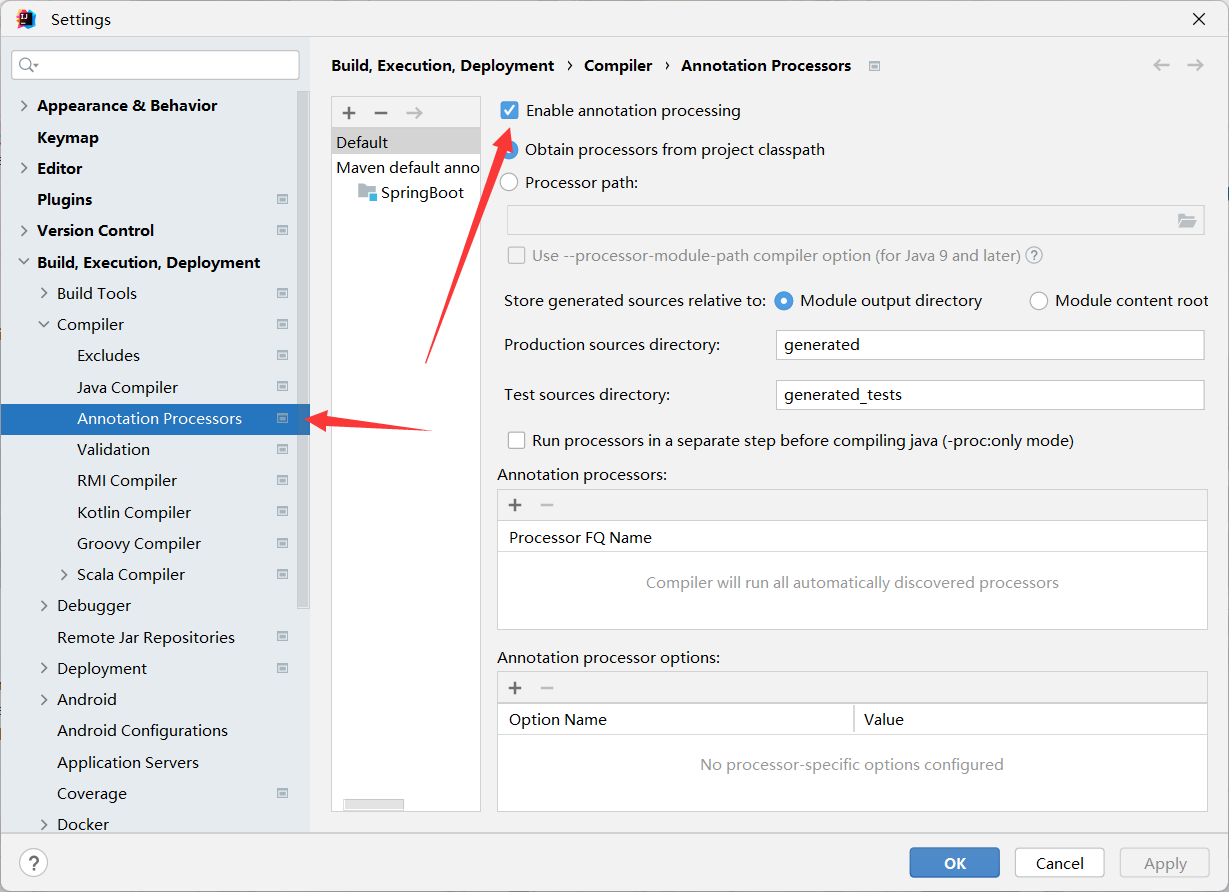 Settings
Build, Execution, Deployment › Compiler › Annotation Processors
Appearance & Behavior
Keymap
Editor
Plugins
Version Control
Build, Execution, Deployment
Build Tools
Compiler
Excludes
Java Compiler
Annotation Processors
Validation
RMI Compiler
Kotlin Compiler
Groovy Compiler
Scala Compiler
Debugger
Remote Jar Repositories
Deployment
Android
Android Configurations
Application Servers
Coverage
Docker
Default
Maven default anno
SpringBoot
Enable annotation processing
Obtain processors from project classpath
Processor path:
Use --processor-module-path compiler option (for Java 9 and later) ?
Store generated sources relative to: Module output directory Module content root
Production sources directory: generated
Test sources directory: generated_tests
Run processors in a separate step before compiling java (-proc:only mode)
Annotation processors:
Processor FQ Name
Compiler will run all automatically discovered processors
Annotation processor options:
Option Name Value
No processor-specific options configured
? OK Cancel Apply